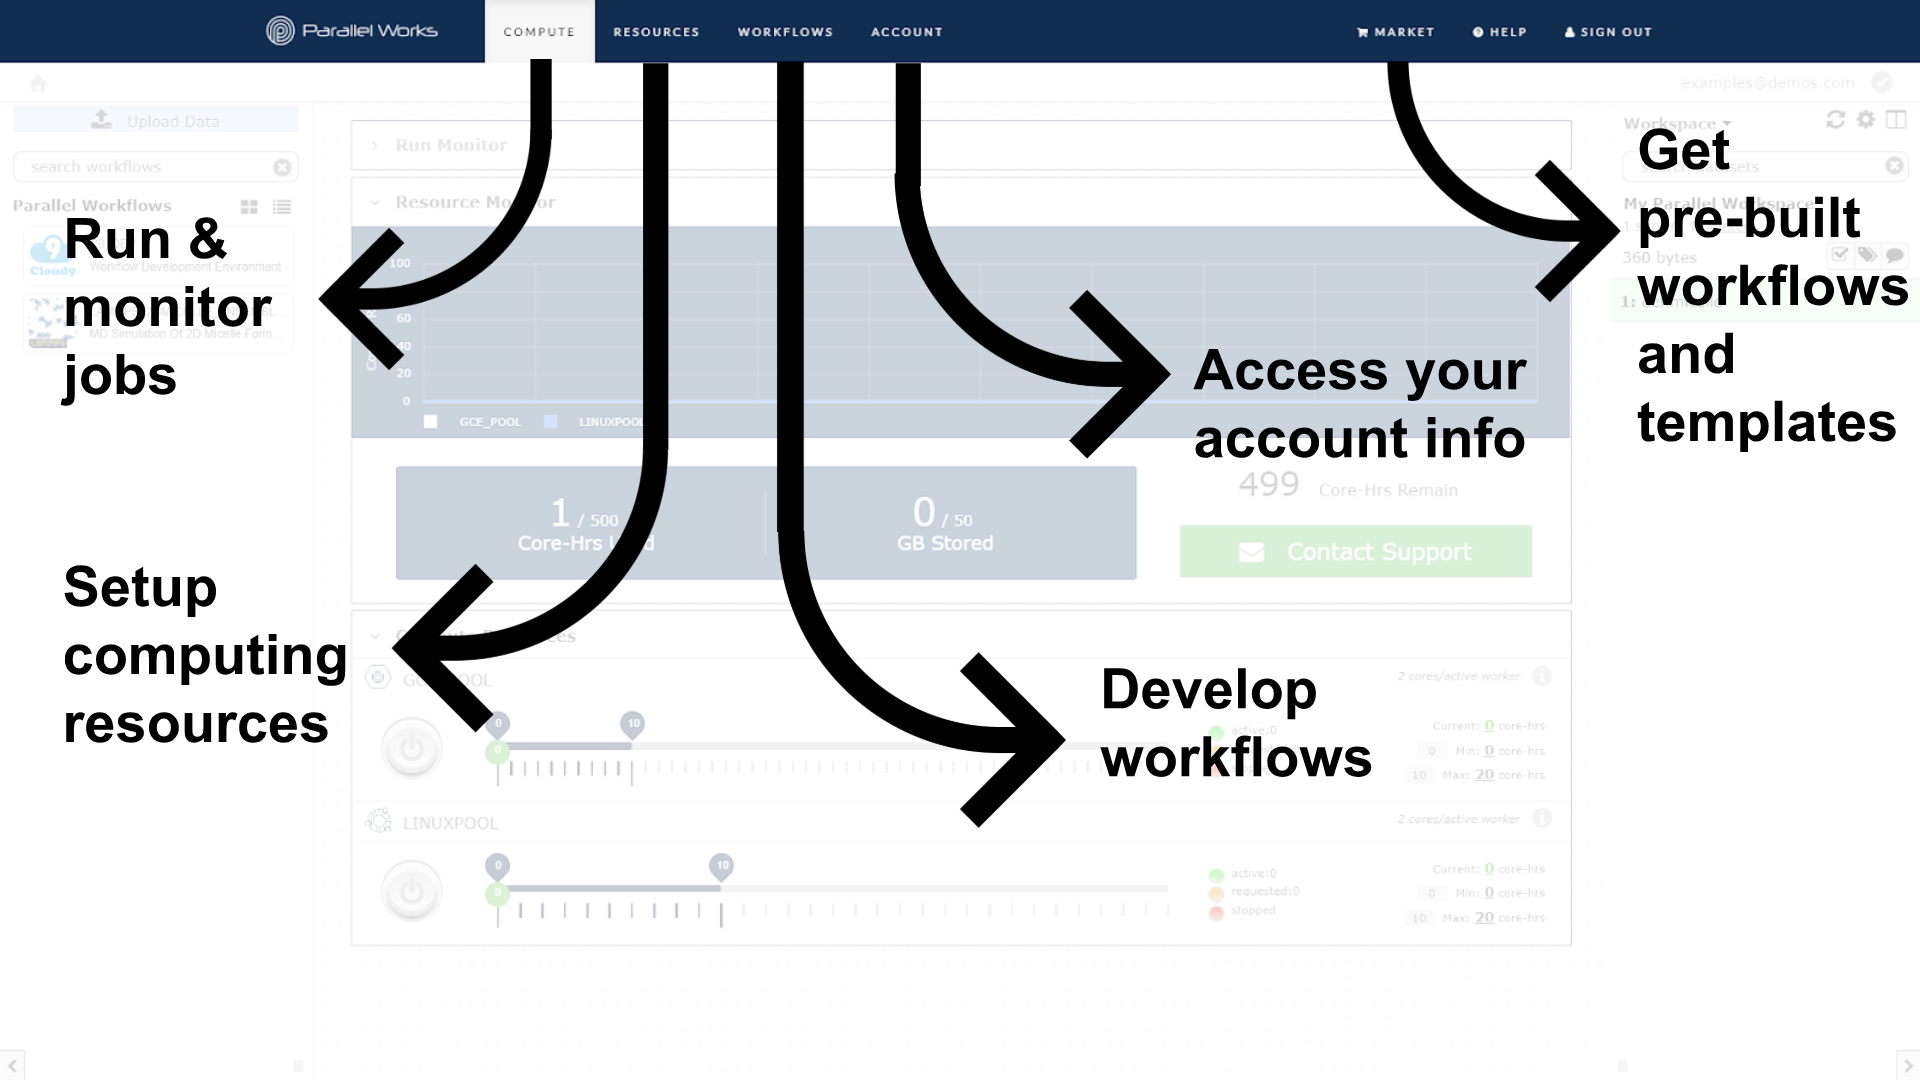 Parallel Works
COMPUTE
RESOURCES
WORKFLOWS
ACCOUNT
MARKET
HELP
SIGN OUT
examples@demos.com
Upload Data
search workflows
Parallel Workflows
Cloud9
Workflow Development Environment
MD Simulation Of 2D Micelle Form...
Run &
monitor
jobs
Setup
computing
resources
Run Monitor
Resource
100
60
40
20
0
GCE_POOL
LINUXPOOL
1 / 500
Core-Hrs
0 / 50
GB Stored
499 Core-Hrs Remain
Contact Support
Access your
account info
2 cores/active worker
0
10
0
active:0
Current: 0 core-hrs
0 Min: 0 core-hrs
10 Max: 20 core-hrs
Develop
workflows
LINUXPOOL
2 cores/active worker
0
10
0
active:0
requested:0
stopped
Current: 0 core-hrs
0 Min: 0 core-hrs
10 Max: 20 core-hrs
Workspace
My Parallel Workspace
360 bytes
1:
Get
pre-built
workflows
and
templates